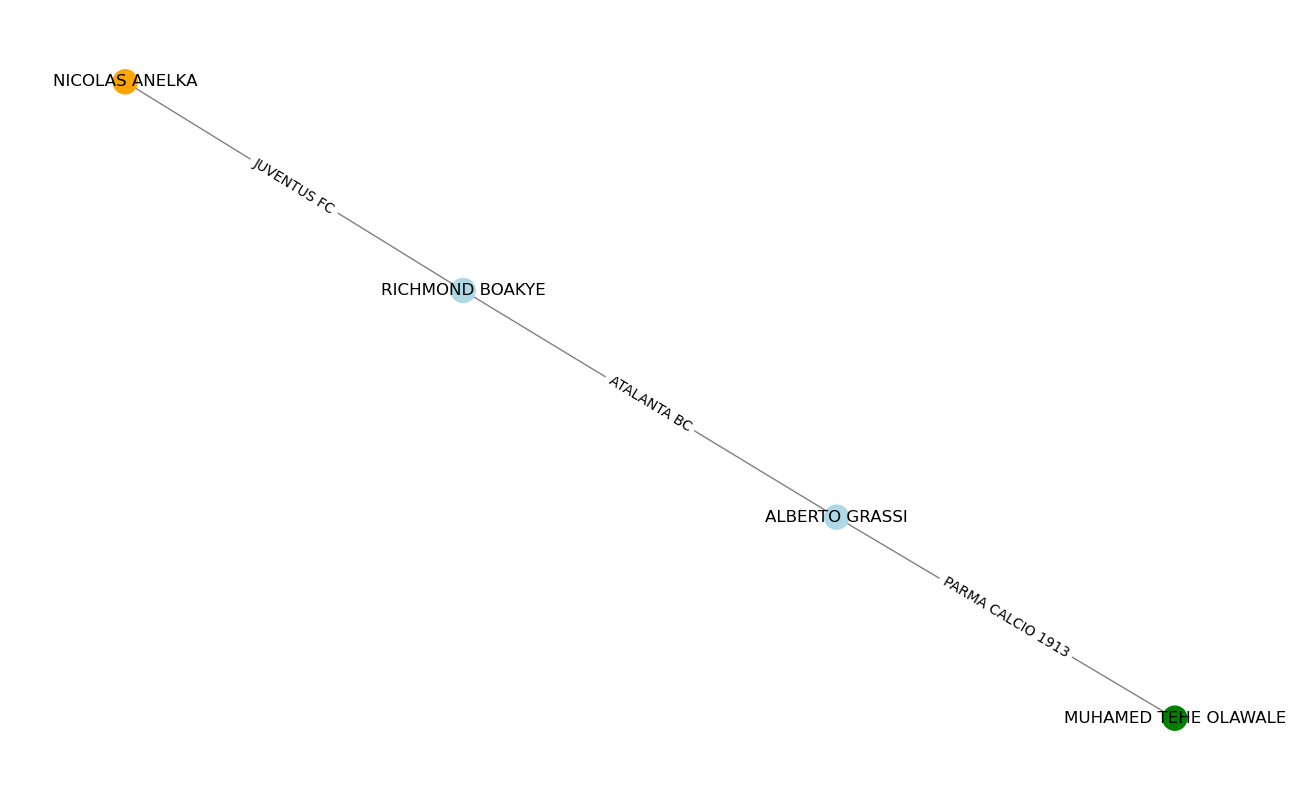 NICOLAS ANELKA
JUVENTUS FC
RICHMOND BOAKYE
ATALANTA BC
ALBERTO GRASSI
PARMA CALCIO 1913
MUHAMED TEHE OLAWALE